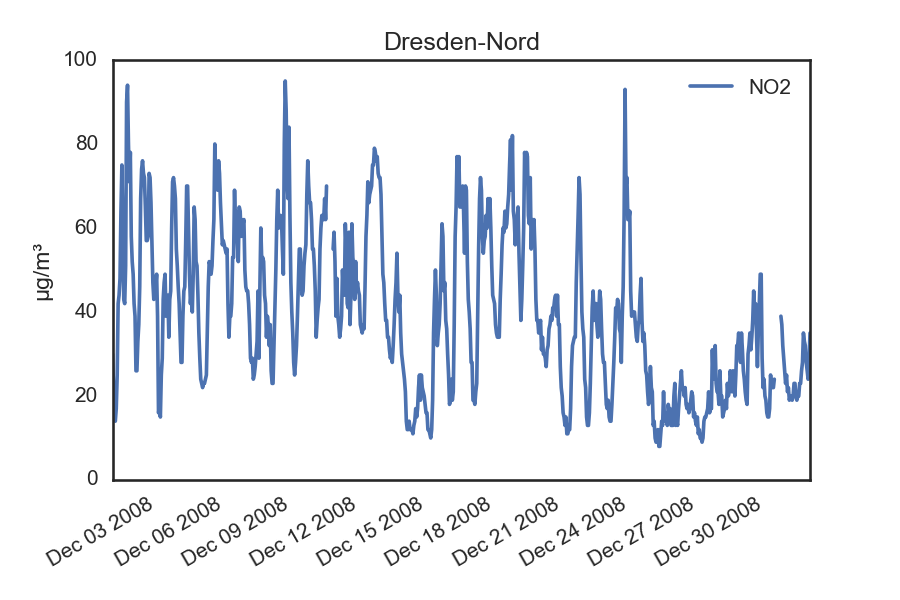 Dresden-Nord
NO2
µg/m³
100
80
60
40
20
0
Dec 03 2008
Dec 06 2008
Dec 09 2008
Dec 12 2008
Dec 15 2008
Dec 18 2008
Dec 21 2008
Dec 24 2008
Dec 27 2008
Dec 30 2008